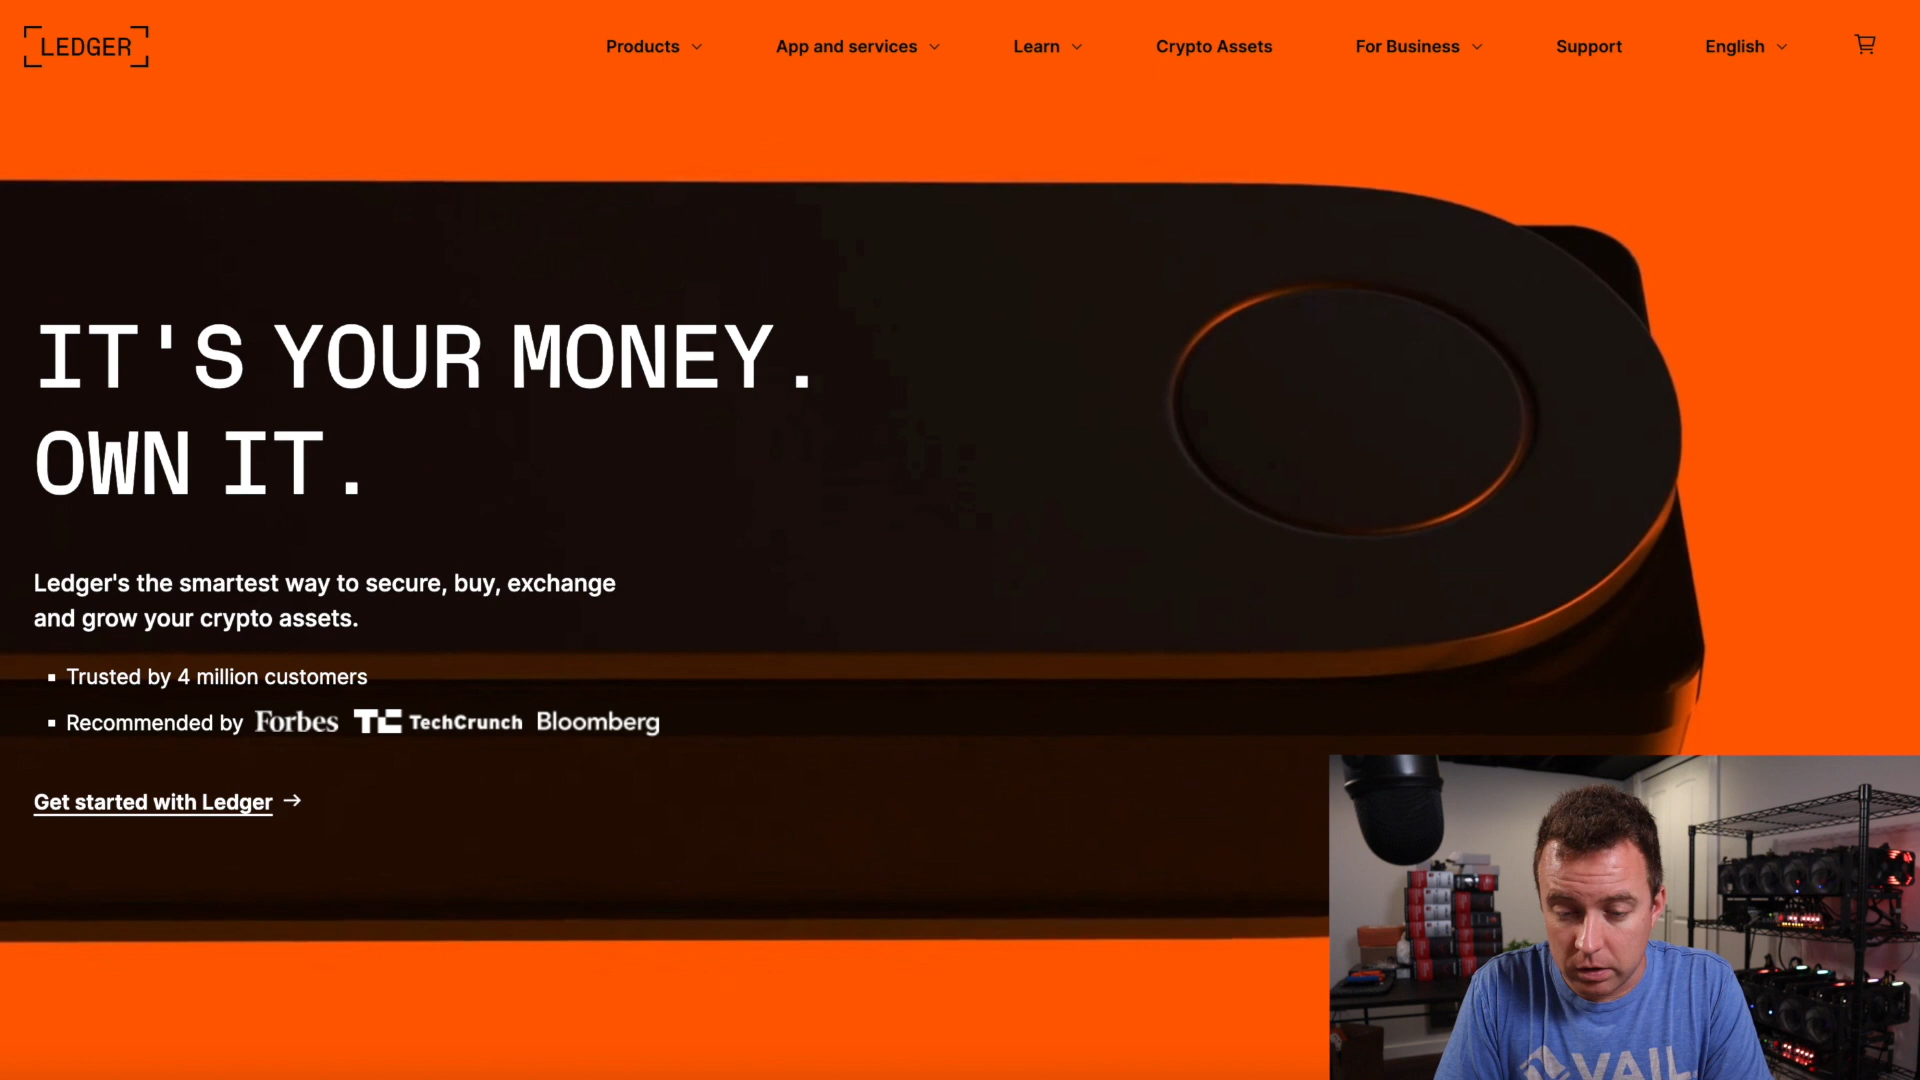 LEDGER
Products
App and services
Learn
Crypto Assets
For Business
Support
English
IT'S YOUR MONEY.
OWN IT.
Ledger's the smartest way to secure, buy, exchange
and grow your crypto assets.
Trusted by 4 million customers
Recommended by Forbes TC TechCrunch Bloomberg
Get started with Ledger
VAIL